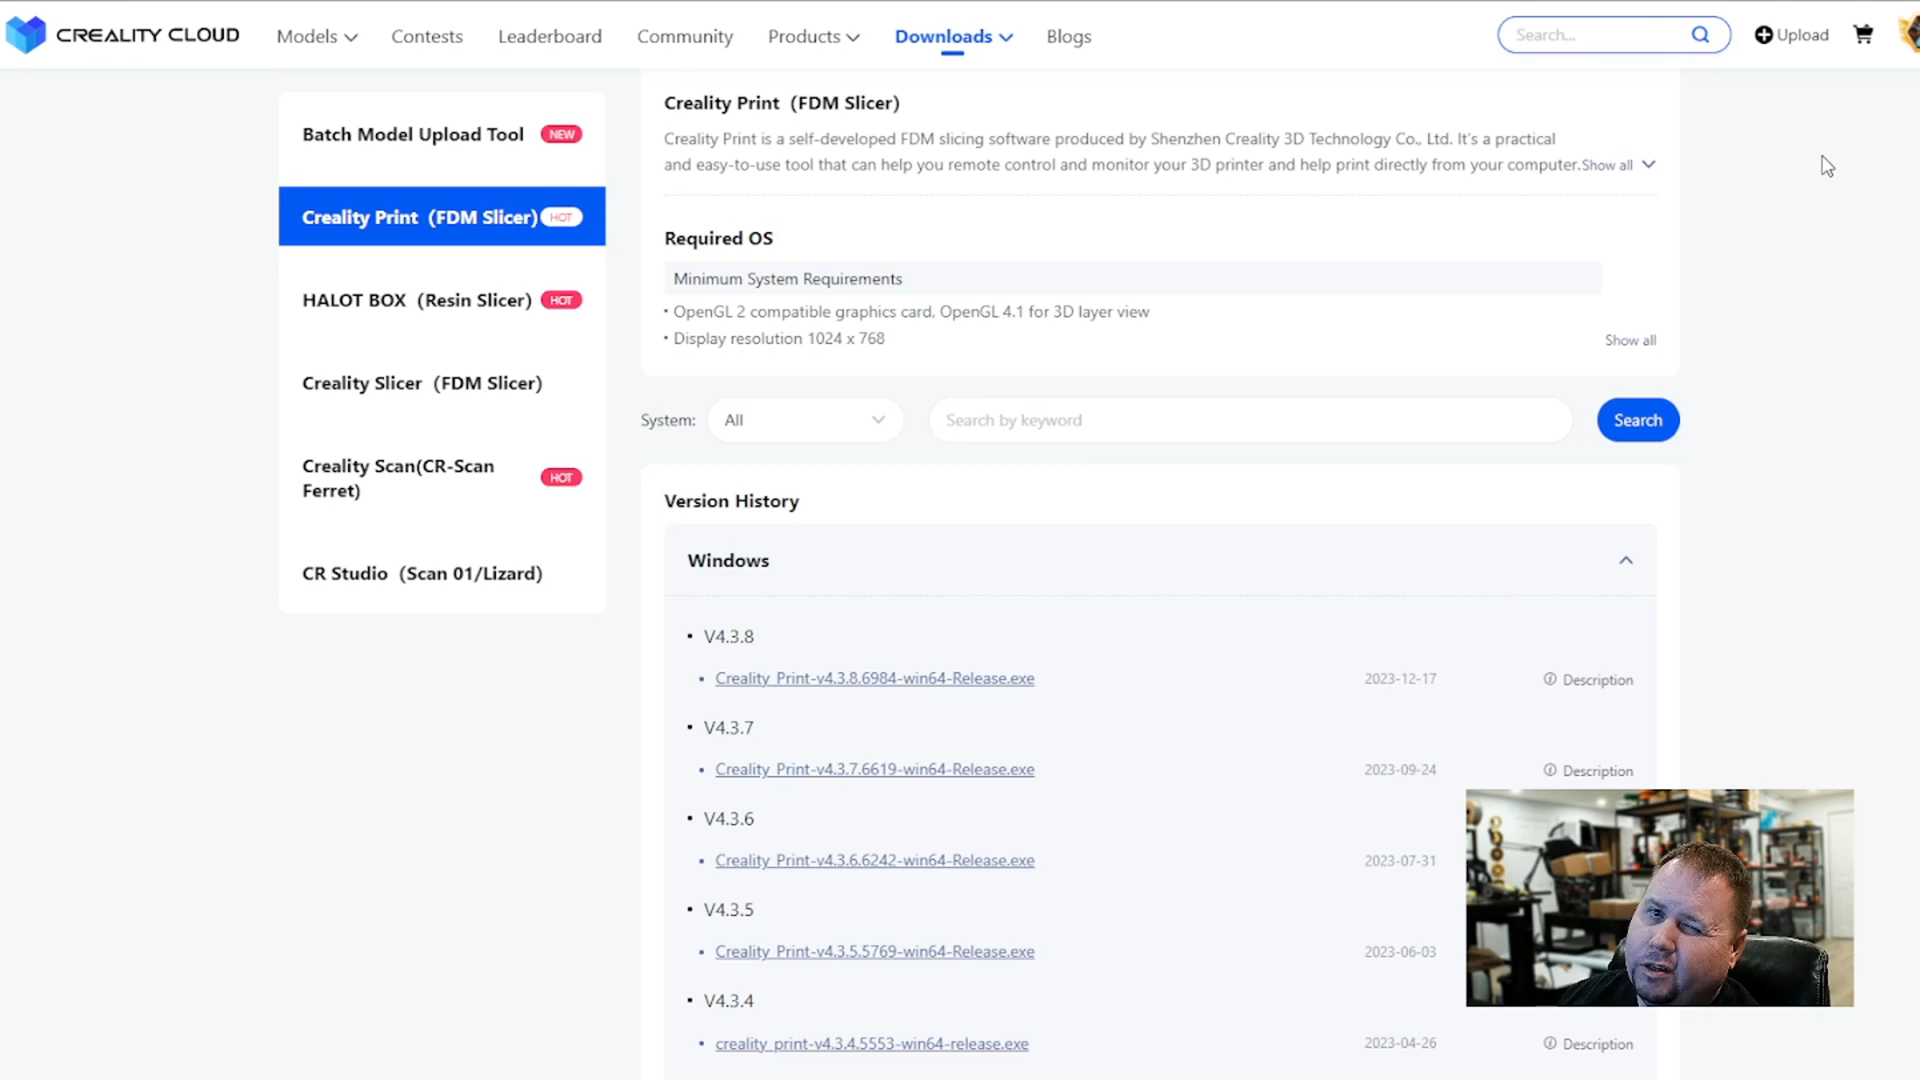 CREALITY CLOUD
Models
Contests
Leaderboard
Community
Products
Downloads
Blogs
Search...
Upload
Batch Model Upload Tool NEW
Creality Print (FDM Slicer) HOT
HALOT BOX (Resin Slicer) HOT
Creality Slicer (FDM Slicer)
Creality Scan(CR-Scan
Ferret) HOT
CR Studio (Scan 01/Lizard)
Creality Print (FDM Slicer)
Creality Print is a self-developed FDM slicing software produced by Shenzhen Creality 3D Technology Co., Ltd. It's a practical
and easy-to-use tool that can help you remote control and monitor your 3D printer and help print directly from your computer. Show all
Required OS
Minimum System Requirements
• OpenGL 2 compatible graphics card, OpenGL 4.1 for 3D layer view
• Display resolution 1024 x 768
Show all
System: All Search by keyword Search
Version History
Windows
• V4.3.8
• Creality_Print-v4.3.8.6984-win64-Release.exe 2023-12-17 Description
• V4.3.7
• Creality_Print-v4.3.7.6619-win64-Release.exe 2023-09-24 Description
• V4.3.6
• Creality_Print-v4.3.6.6242-win64-Release.exe 2023-07-31
• V4.3.5
• Creality_Print-v4.3.5.5769-win64-Release.exe 2023-06-03
• V4.3.4
• creality_print-v4.3.4.5553-win64-release.exe 2023-04-26 Description